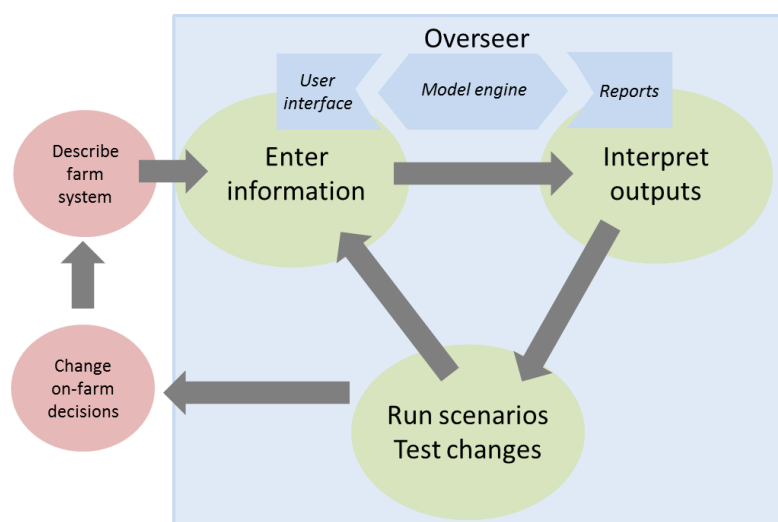 Overseer
User
interface
Model engine
Reports
Describe
farm
system
Enter
information
Interpret
outputs
Change
on-farm
decisions
Run scenarios
Test changes